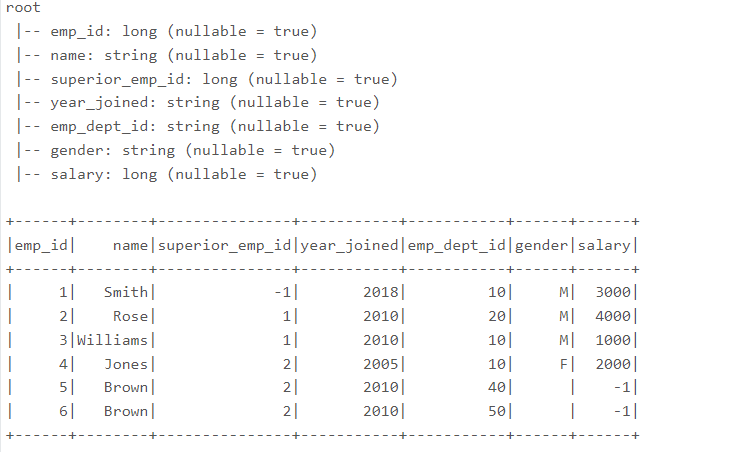 root
 |-- emp_id: long (nullable = true)
 |-- name: string (nullable = true)
 |-- superior_emp_id: long (nullable = true)
 |-- year_joined: string (nullable = true)
 |-- emp_dept_id: string (nullable = true)
 |-- gender: string (nullable = true)
 |-- salary: long (nullable = true)

+------+--------+---------------+-----------+-----------+------+------+
|emp_id|    name|superior_emp_id|year_joined|emp_dept_id|gender|salary|
+------+--------+---------------+-----------+-----------+------+------+
|     1|   Smith|             -1|       2018|         10|     M|  3000|
|     2|    Rose|              1|       2010|         20|     M|  4000|
|     3|Williams|              1|       2010|         10|     M|  1000|
|     4|   Jones|              2|       2005|         10|     F|  2000|
|     5|   Brown|              2|       2010|         40|      |    -1|
|     6|   Brown|              2|       2010|         50|      |    -1|
+------+--------+---------------+-----------+-----------+------+------+